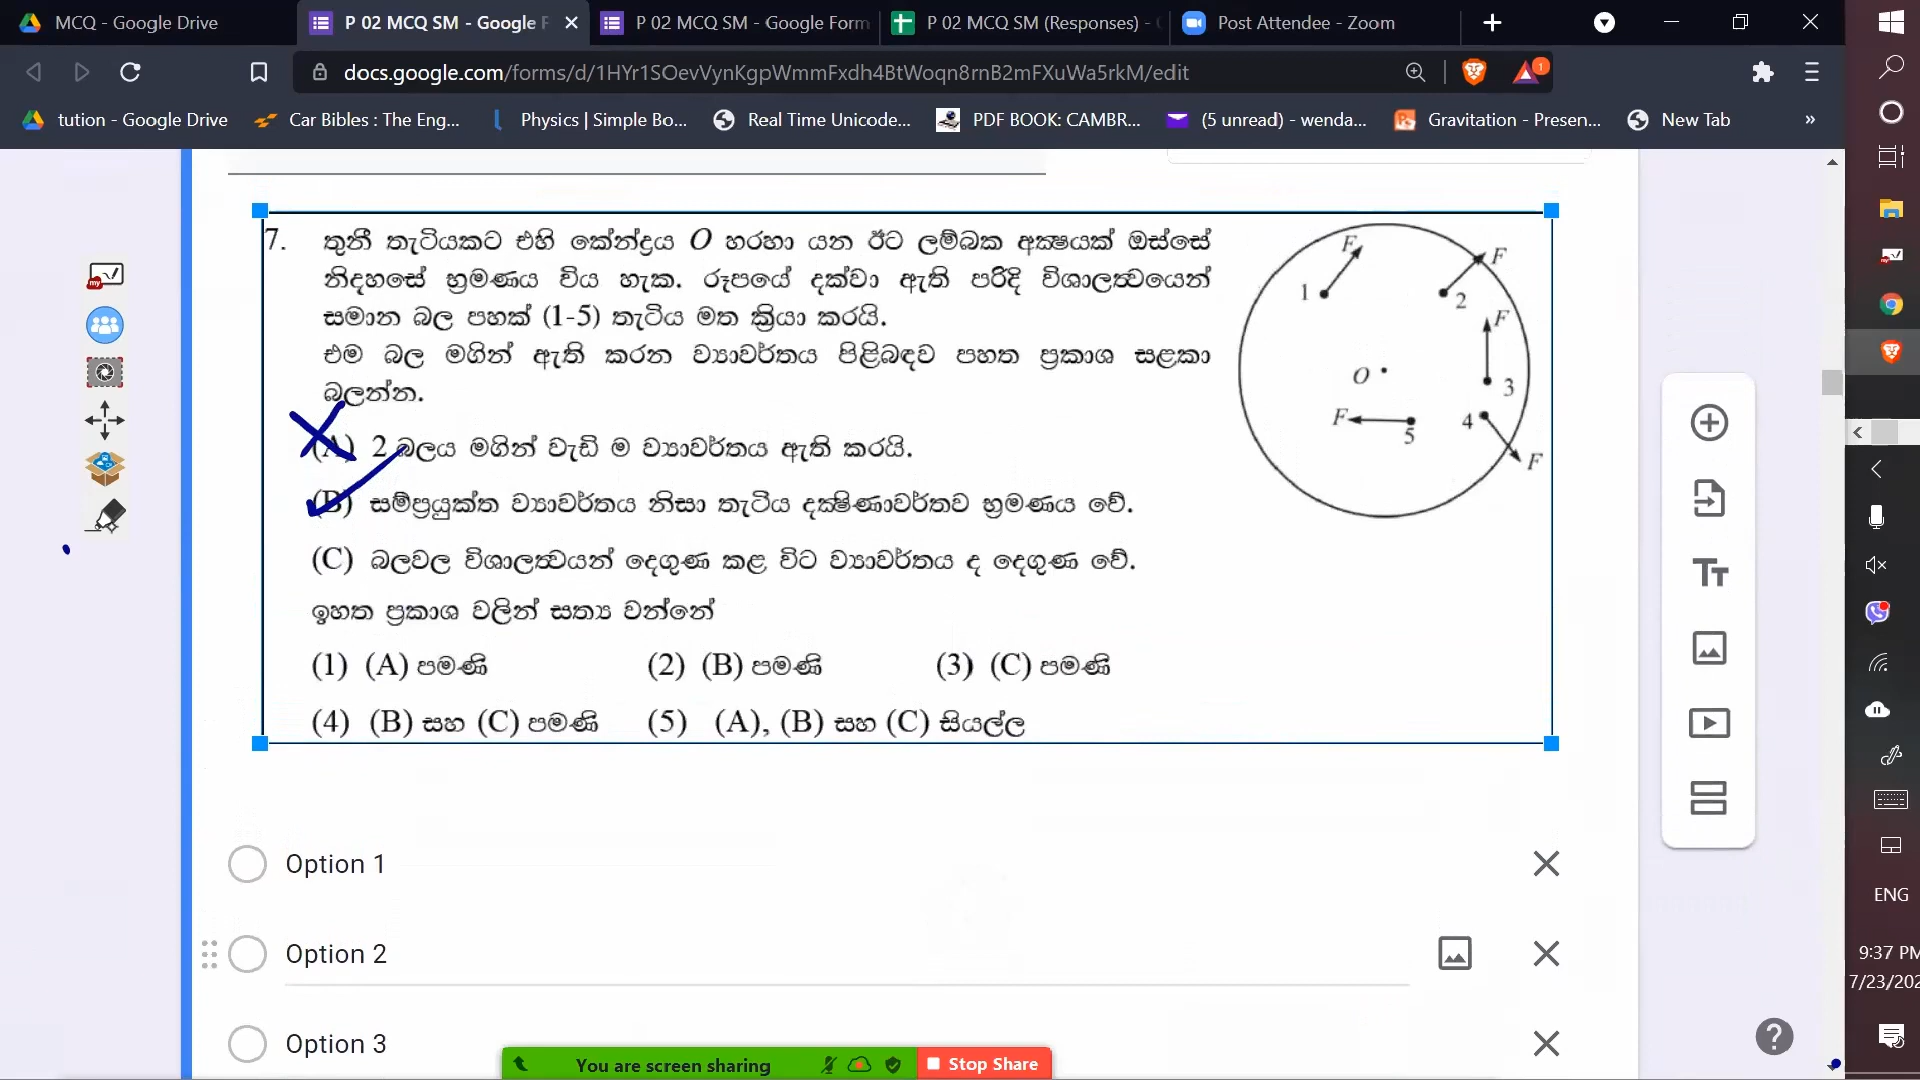 MCQ - Google Drive
P 02 MCQ SM - Google F
P 02 MCQ SM - Google Form
P 02 MCQ SM (Responses) -
Post Attendee - Zoom
docs.google.com/forms/d/1HYr1SOevVynKgpWmmFxdh4BtWoqn8rnB2mFXuWa5rkM/edit
1
tution - Google Drive
Car Bibles : The Eng...
Physics | Simple Bo...
Real Time Unicode...
PDF BOOK: CAMBR...
(5 unread) - wenda...
Gravitation - Presen...
New Tab
»
7. තුනී තැටියකට එහි කේන්ද්‍රය O හරහා යන ඊට ලම්බක අක්‍ෂයක් ඔස්සේ
නිදහසේ භ්‍රමණය විය හැක. රූපයේ දක්වා ඇති පරිදි විශාලත්‍වයෙන්
සමාන බල පහක් (1-5) තැටිය මත ක්‍රියා කරයි.
එම බල මගින් ඇති කරන ව්‍යාවර්තය පිළිබඳව පහත ප්‍රකාශ සළකා
බලන්න.
(A) 2 බලය මගින් වැඩි ම ව්‍යාවර්තය ඇති කරයි.
(B) සම්ප්‍රයුක්ත ව්‍යාවර්තය නිසා තැටිය දක්‍ෂිණාවර්තව භ්‍රමණය වේ.
(C) බලවල විශාලත්‍වයන් දෙගුණ කළ විට ව්‍යාවර්තය ද දෙගුණ වේ.
ඉහත ප්‍රකාශ වලින් සත්‍ය වන්නේ
(1) (A) පමණි (2) (B) පමණි (3) (C) පමණි
(4) (B) සහ (C) පමණි (5) (A), (B) සහ (C) සියල්ල
F
1
F
2
F
3
O
F
5
4
F
Option 1
Option 2
Option 3
You are screen sharing
Stop Share
my
Tт
ENG
9:37 PM
7/23/202